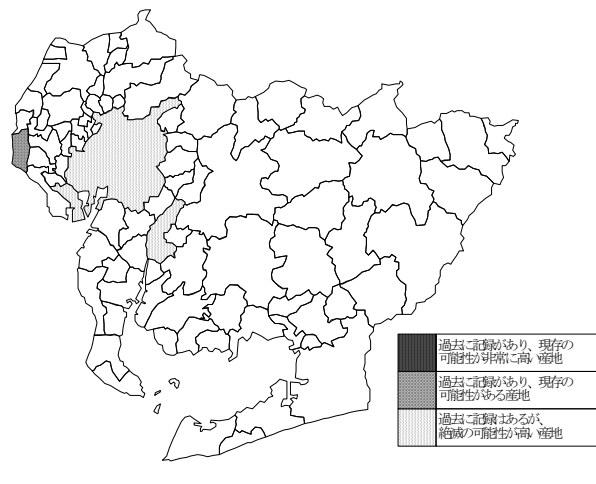 過去に記録があり、現存の
可能性が非常に高い産地
過去に記録があり、現存の
可能性がある産地
過去に記録はあるが、
絶滅の可能性が高い産地